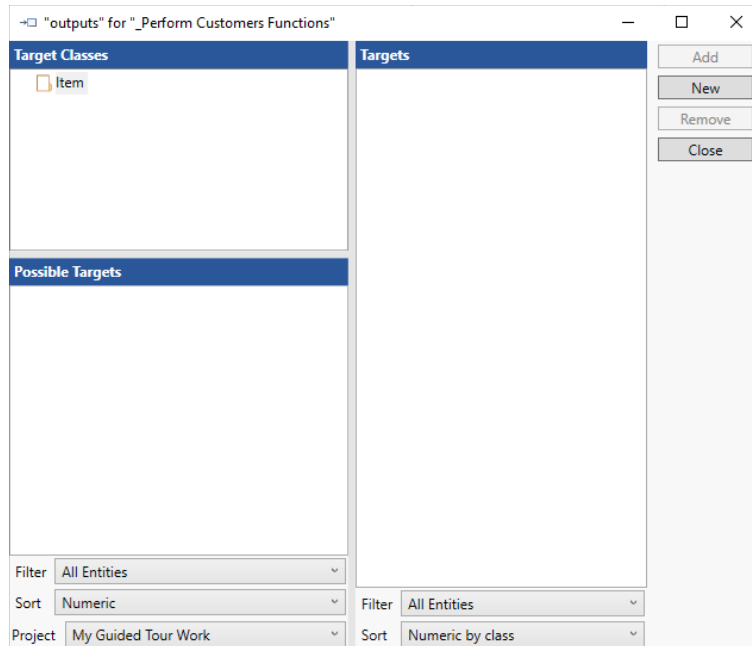 "outputs" for "_Perform Customers Functions"
Target Classes
Item
Possible Targets
Filter All Entities
Sort Numeric
Project My Guided Tour Work
Targets
Filter All Entities
Sort Numeric by class
Add
New
Remove
Close